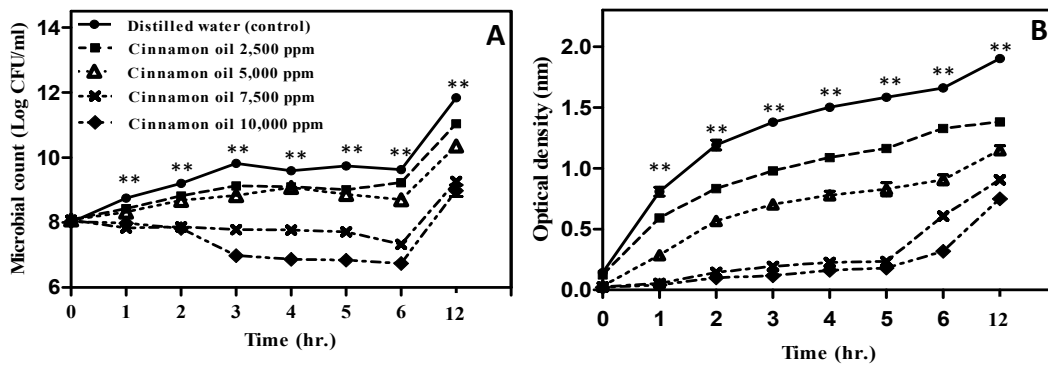 A
Microbial count (Log CFU/ml)
14
12
10
8
6
Distilled water (control)
Cinnamon oil 2,500 ppm
Cinnamon oil 5,000 ppm
Cinnamon oil 7,500 ppm
Cinnamon oil 10,000 ppm
** ** ** ** ** ** **
0 1 2 3 4 5 6 12
Time (hr.)
B
Optical density (nm)
2.0
1.5
1.0
0.5
0.0
** ** ** ** ** ** **
0 1 2 3 4 5 6 12
Time (hr.)